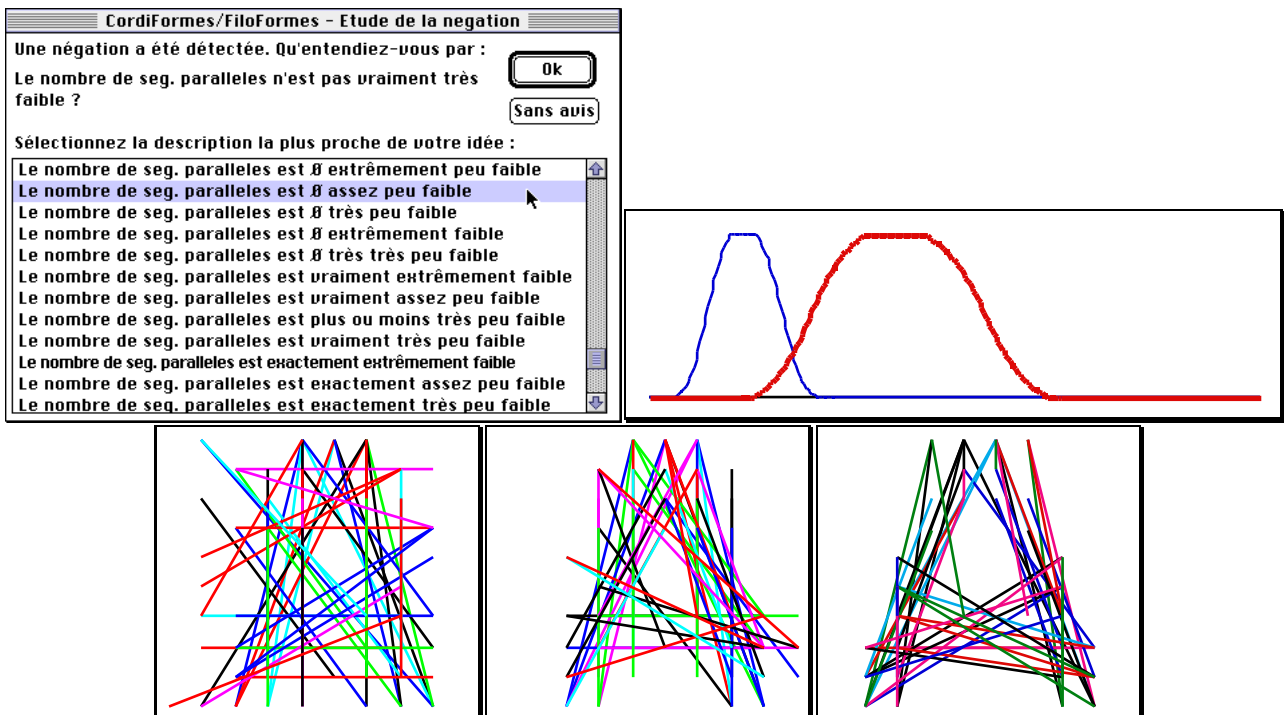 CordiFormes/FiloFormes - Etude de la negation
Une négation a été détectée. Qu'entendiez-vous par :
Le nombre de seg. paralleles n'est pas vraiment très
faible ?
Ok
Sans avis
Sélectionnez la description la plus proche de votre idée :
Le nombre de seg. paralleles est Ø extrêmement peu faible
Le nombre de seg. paralleles est Ø assez peu faible
Le nombre de seg. paralleles est Ø très peu faible
Le nombre de seg. paralleles est Ø extrêmement faible
Le nombre de seg. paralleles est Ø très très peu faible
Le nombre de seg. paralleles est vraiment extrêmement faible
Le nombre de seg. paralleles est vraiment assez peu faible
Le nombre de seg. paralleles est plus ou moins très peu faible
Le nombre de seg. paralleles est vraiment très peu faible
Le nombre de seg. paralleles est exactement extrêmement faible
Le nombre de seg. paralleles est exactement assez peu faible
Le nombre de seg. paralleles est exactement très peu faible